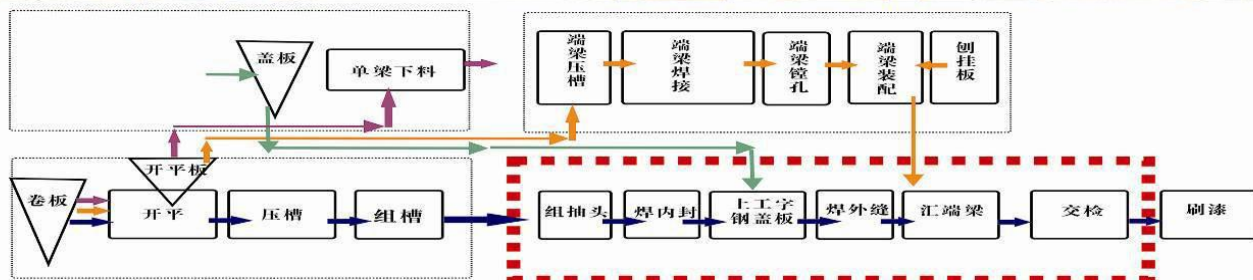 盖板
单梁下料
端梁压槽
端梁焊接
端梁镗孔
端梁装配
刨挂板
开平板
卷板
开平
压槽
组槽
组抽头
焊内封
上工字
钢盖板
焊外缝
汇端梁
交检
刷漆